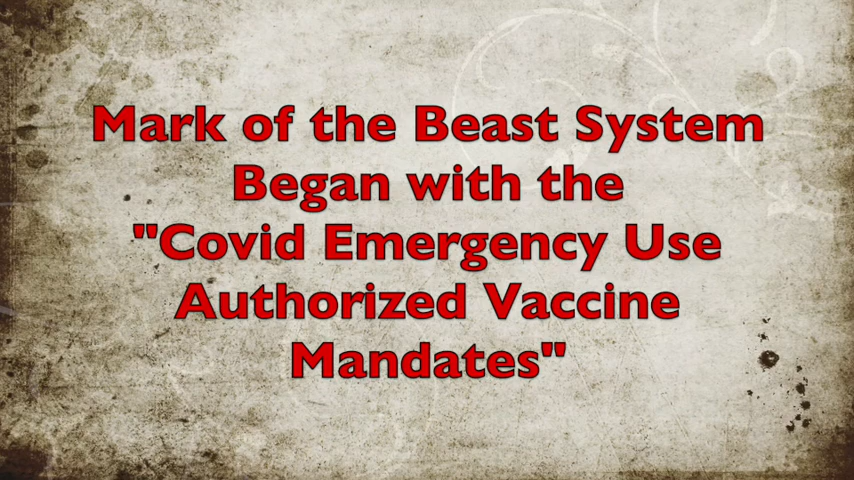 Mark of the Beast System
Began with the
"Covid Emergency Use
Authorized Vaccine
Mandates"